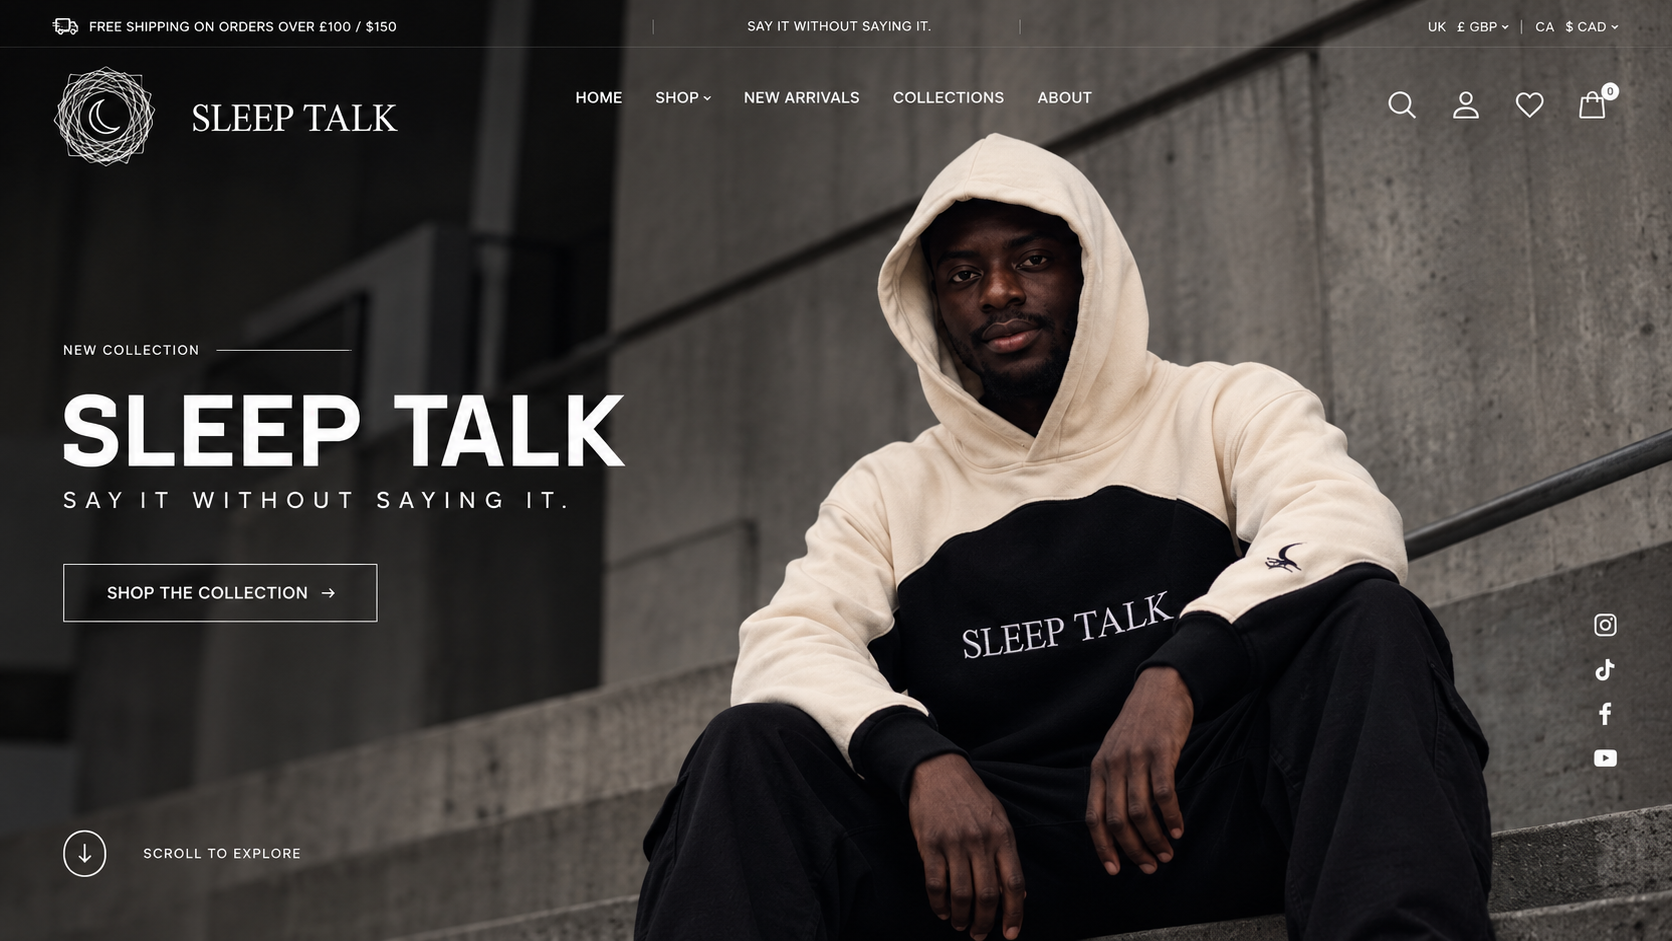 FREE SHIPPING ON ORDERS OVER £100 / $150
SAY IT WITHOUT SAYING IT.
UK £ GBP | CA $ CAD
SLEEP TALK
HOME SHOP NEW ARRIVALS COLLECTIONS ABOUT
0
NEW COLLECTION
SLEEP TALK
SAY IT WITHOUT SAYING IT.
SHOP THE COLLECTION →
SLEEP TALK
SCROLL TO EXPLORE